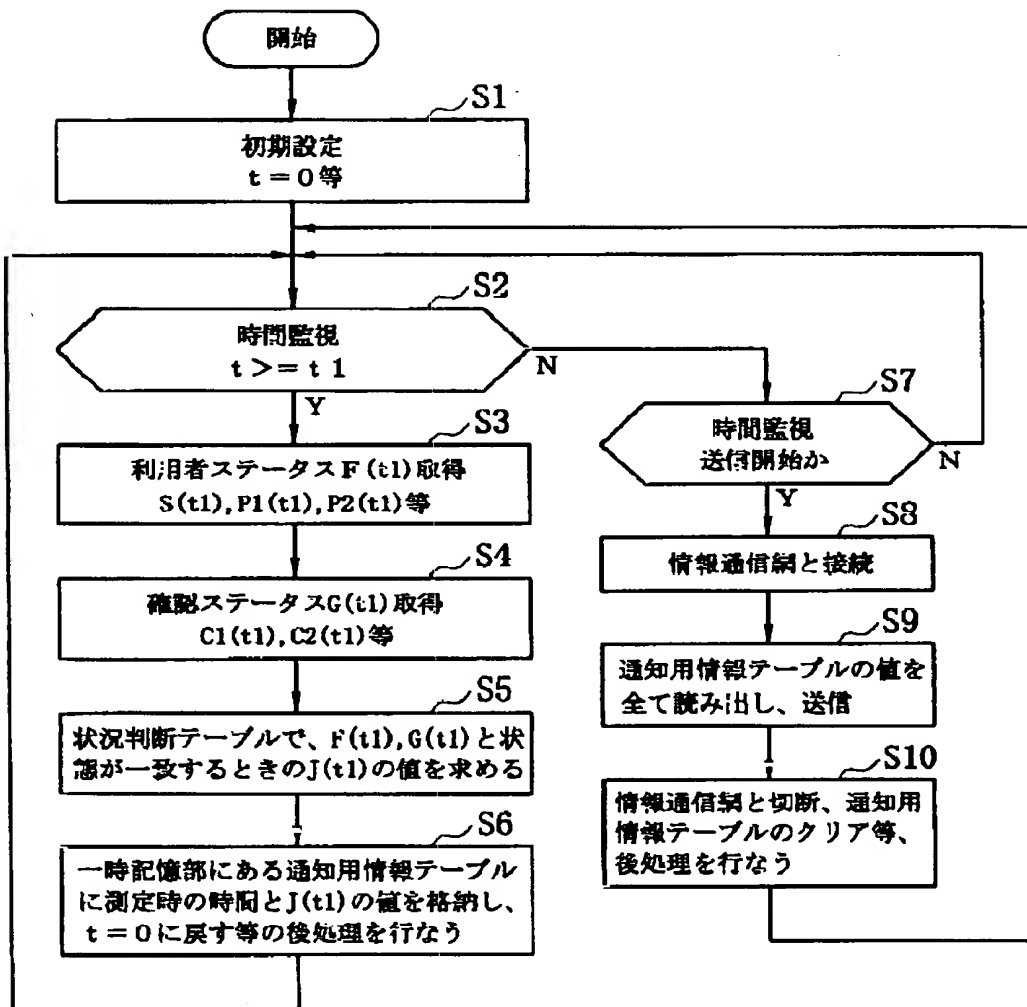 開始
S1
初期設定
t=0等
S2
時間監視
t>=t1
N
Y
S3
利用者ステータスF(t1)取得
S(t1),P1(t1),P2(t1)等
S4
確認ステータスG(t1)取得
C1(t1),C2(t1)等
S5
状況判断テーブルで、F(t1),G(t1)と状
態が一致するときのJ(t1)の値を求める
S6
一時記憶部にある通知用情報テーブル
に測定時の時間とJ(t1)の値を格納し、
t=0に戻す等の後処理を行なう
S7
時間監視
送信開始か
N
Y
S8
情報通信網と接続
S9
通知用情報テーブルの値を
全て読み出し、送信
S10
情報通信網と切断、通知用
情報テーブルのクリア等、
後処理を行なう